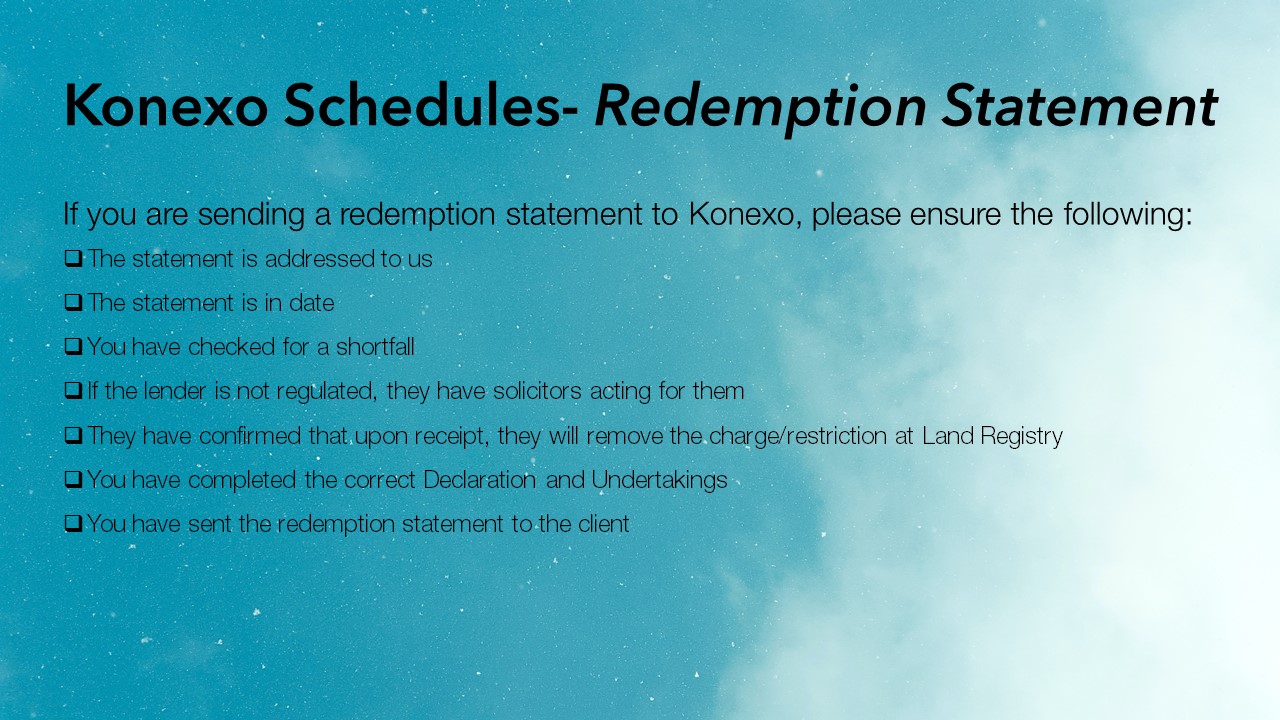 Konexo Schedules- Redemption Statement
If you are sending a redemption statement to Konexo, please ensure the following:
❑ The statement is addressed to us
❑ The statement is in date
❑ You have checked for a shortfall
❑ If the lender is not regulated, they have solicitors acting for them
❑ They have confirmed that upon receipt, they will remove the charge/restriction at Land Registry
❑ You have completed the correct Declaration and Undertakings
❑ You have sent the redemption statement to the client